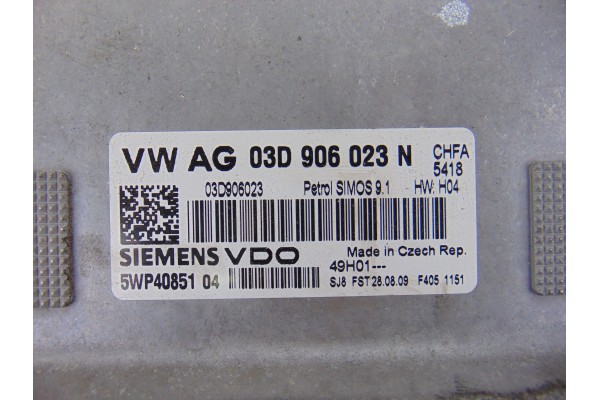 VW AG 03D 906 023 N CHFA
5418
03D906023 Petrol SIMOS 9.1 HW: H04
SIEMENS VDO Made in Czech Rep.
49H01---
5WP40851 04 SJ8 FST 28.08.09 F405 1151